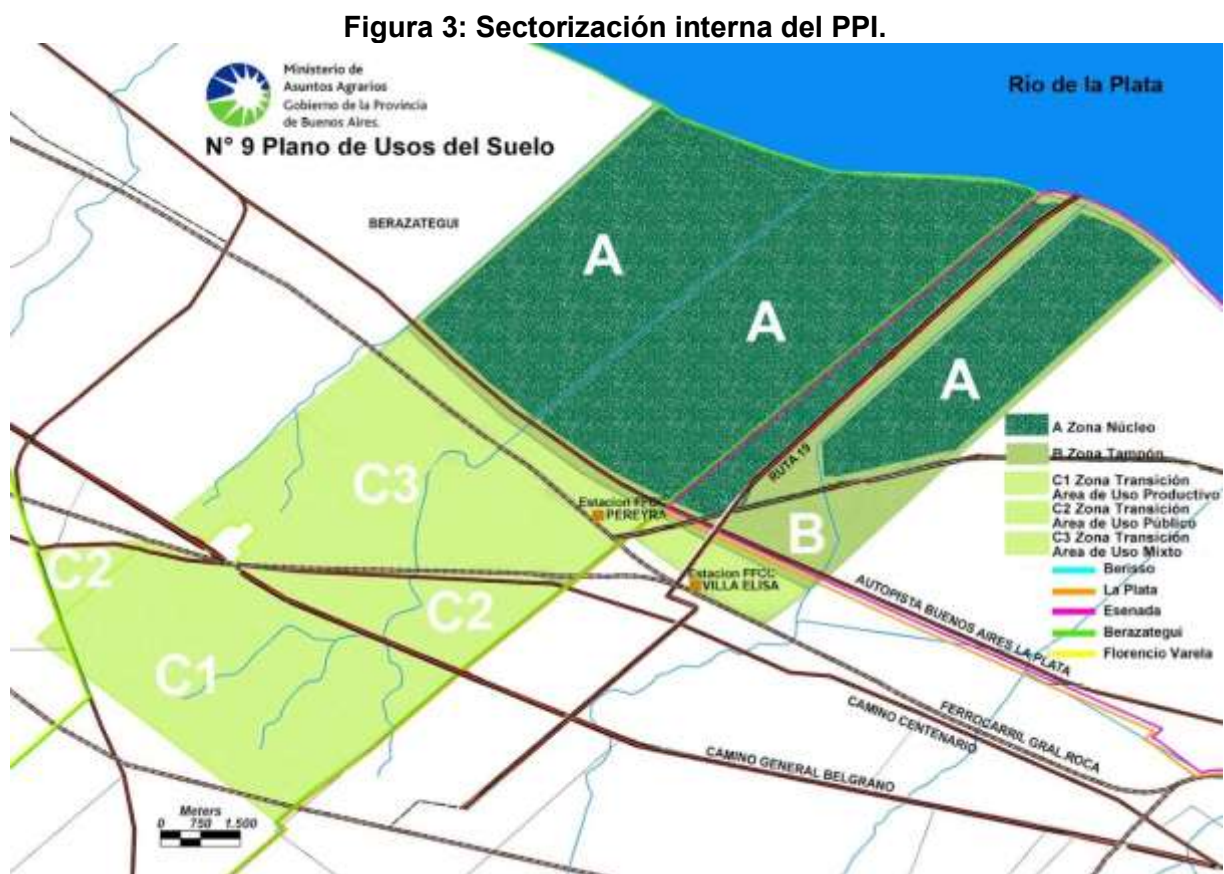 Figura 3: Sectorización interna del PPI.
Ministerio de
Asuntos Agrarios
Gobierno de la Provincia
de Buenos Aires.
N° 9 Plano de Usos del Suelo
Rio de la Plata
BERAZATEGUI
A
A
A
RUTA 19
C3
Estacion FFCC
PEREYRA
B
Estacion FFCC
VILLA ELISA
C2
C2
C1
A Zona Núcleo
B Zona Tampón
C1 Zona Transición
Area de Uso Productivo
C2 Zona Transición
Area de Uso Público
C3 Zona Transición
Area de Uso Mixto
Berisso
La Plata
Esenada
Berazategui
Florencio Varela
AUTOPISTA BUENOS AIRES LA PLATA
FERROCARRIL GRAL.ROCA
CAMINO CENTENARIO
CAMINO GENERAL BELGRANO
Meters
0 750 1.500